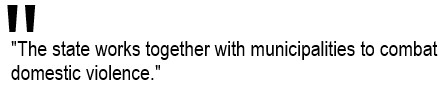 "
"The state works together with municipalities to combat
domestic violence."